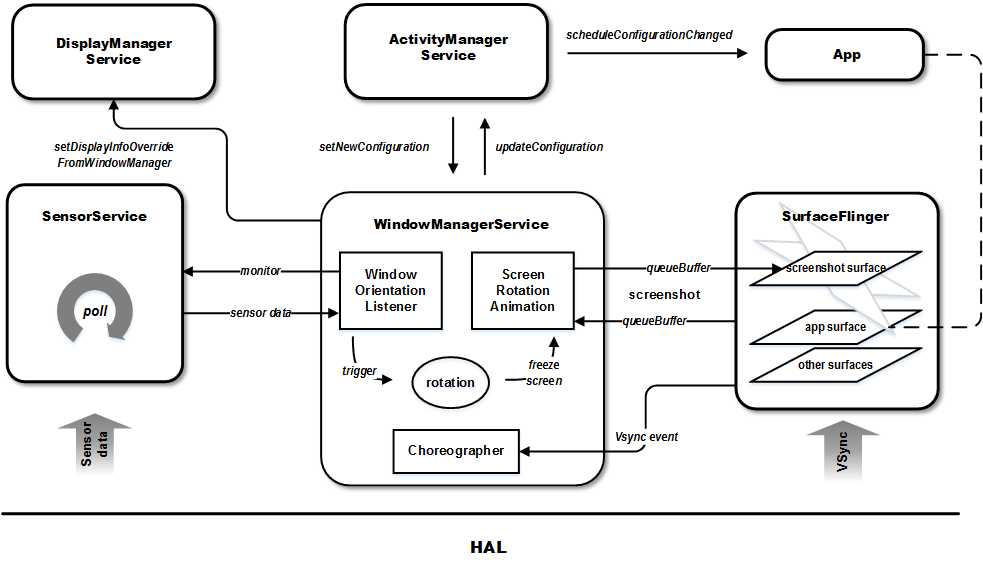 DisplayManager
Service
ActivityManager
Service
scheduleConfigurationChanged
App
setDisplayInfoOverride
FromWindowManager
setNewConfiguration
updateConfiguration
SensorService
poll
WindowManagerService
SurfaceFlinger
monitor
sensor data
Window
Orientation
Listener
Screen
Rotation
Animation
queueBuffer
screenshot
queueBuffer
screenshot surface
app surface
other surfaces
trigger
rotation
freeze
screen
Choreographer
Vsync event
Sensor
data
VSync
HAL